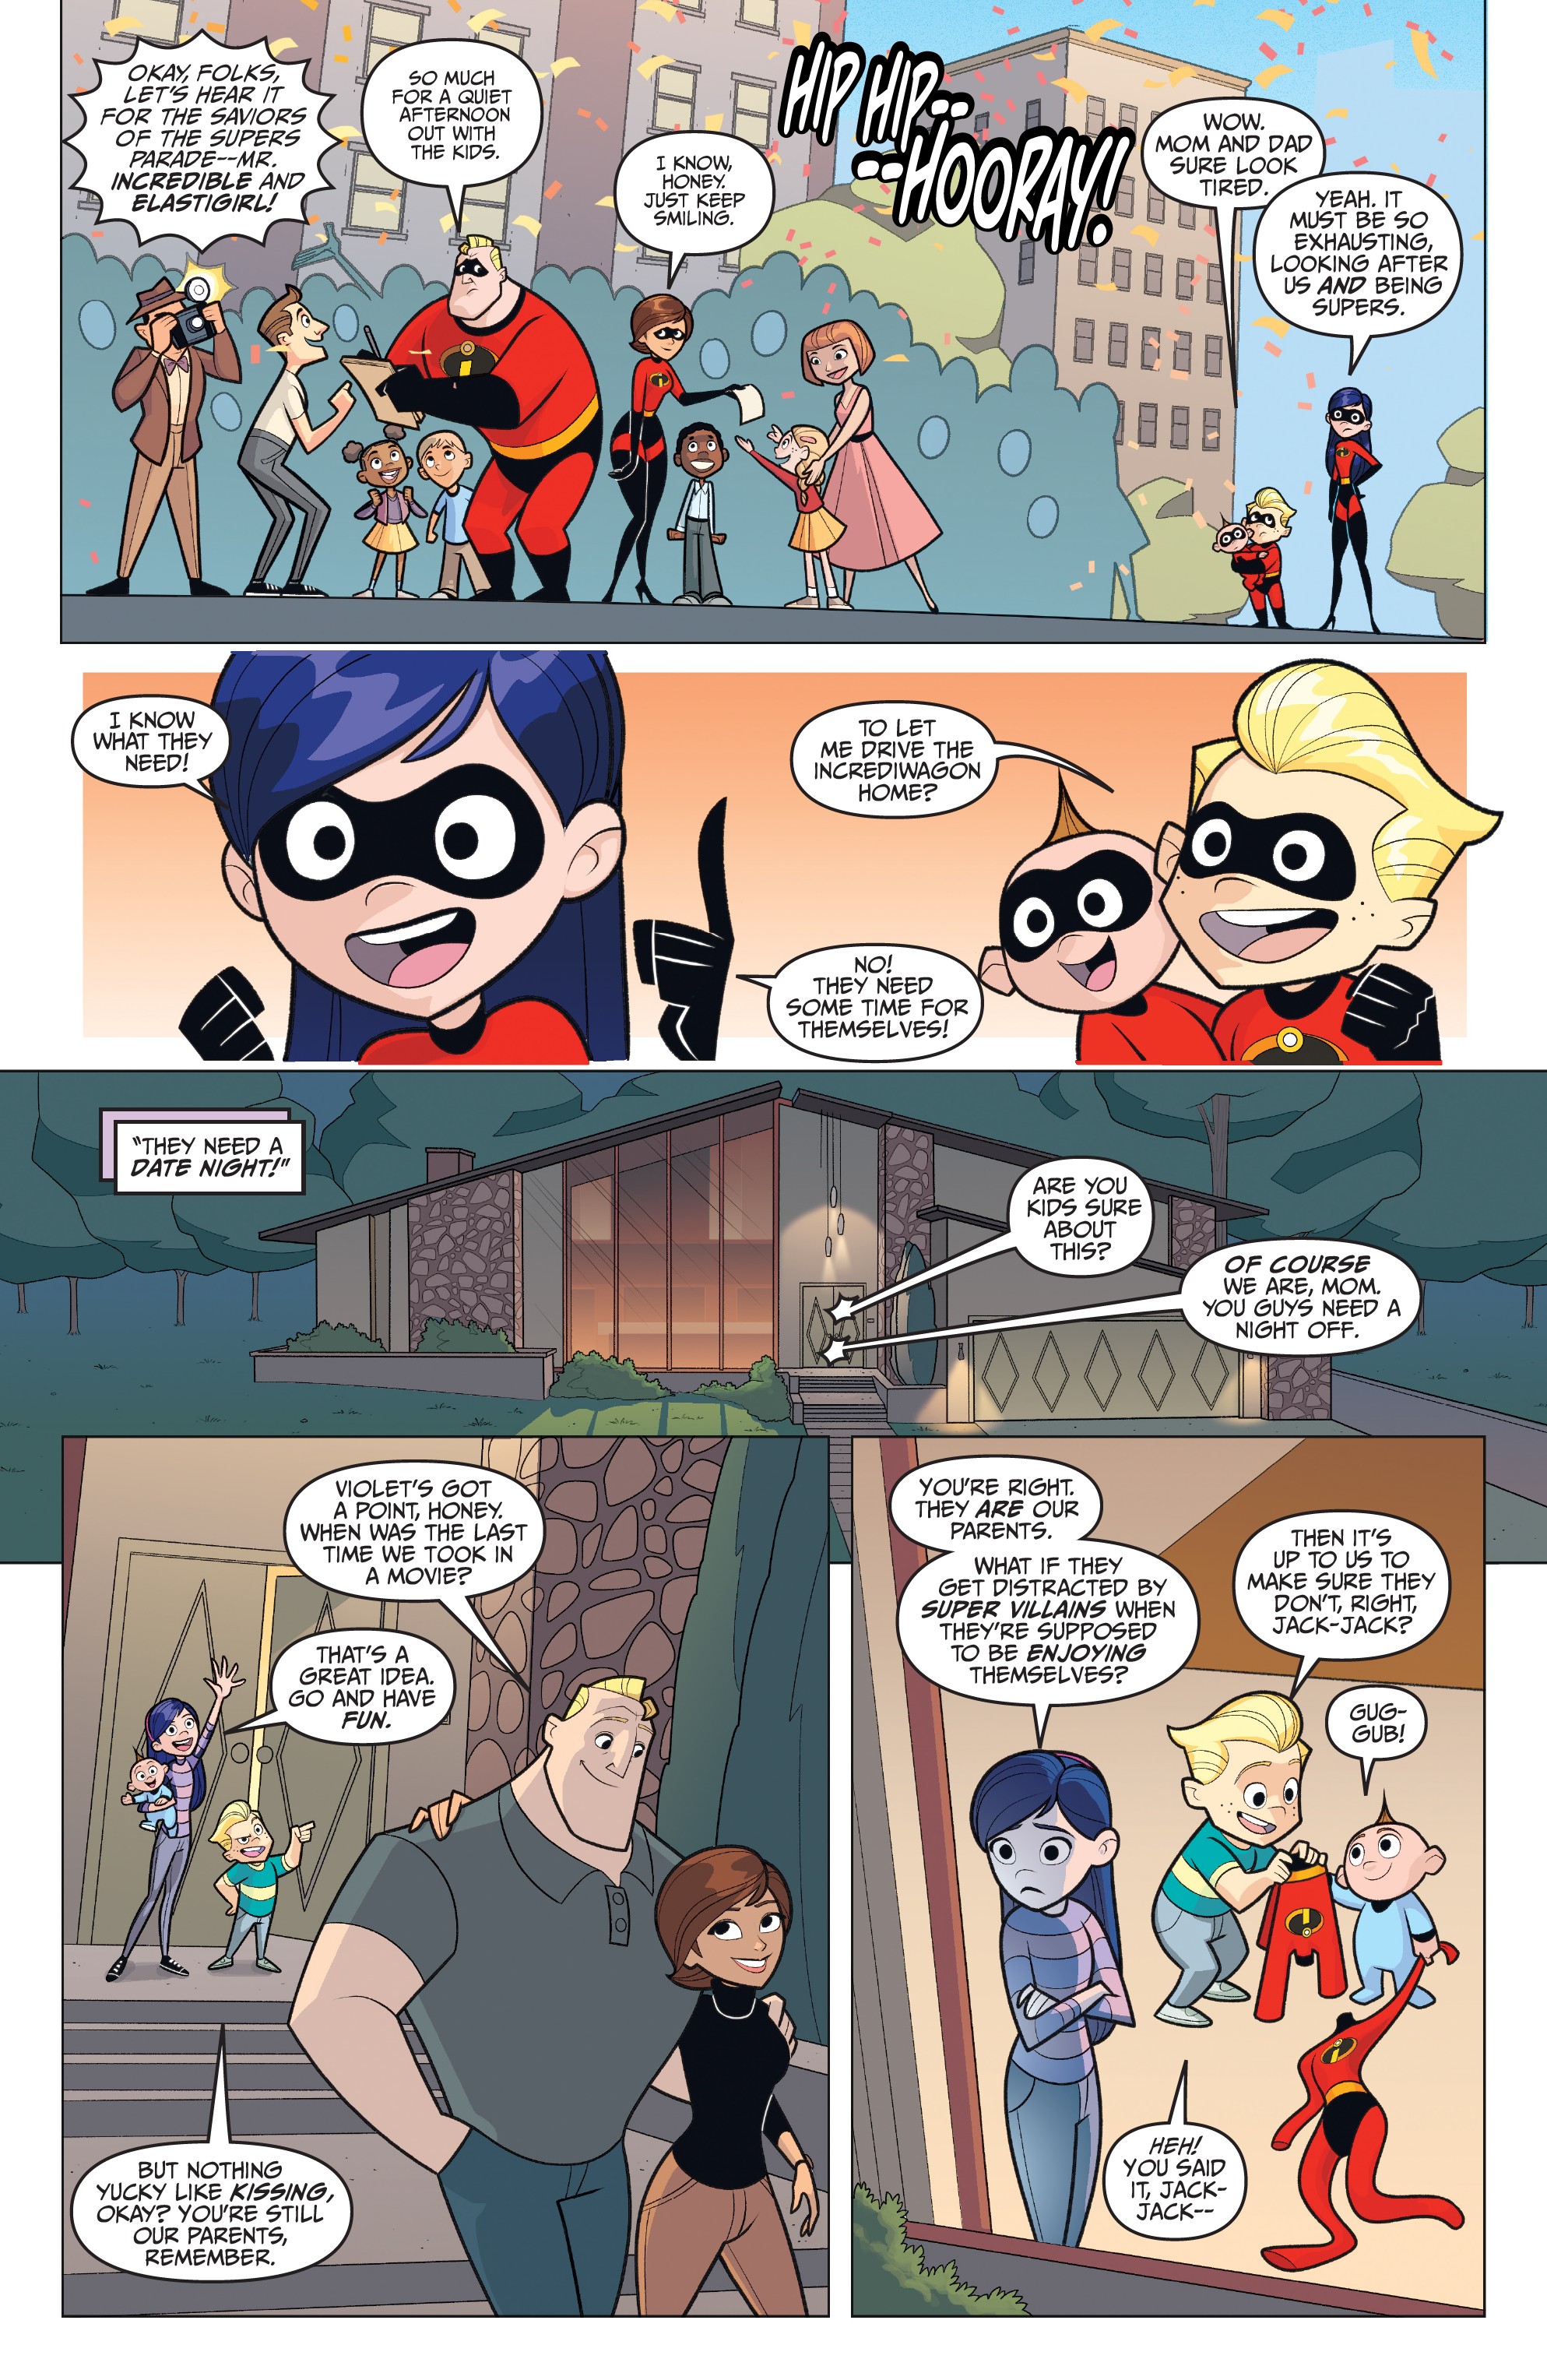 OKAY, FOLKS,
LET'S HEAR IT
FOR THE SAVIORS
OF THE SUPERS
PARADE--MR.
INCREDIBLE AND
ELASTIGIRL!
SO MUCH
FOR A QUIET
AFTERNOON
OUT WITH
THE KIDS.
I KNOW,
HONEY.
JUST KEEP
SMILING.
HIP HIP--
--HOORAY!
WOW.
MOM AND DAD
SURE LOOK
TIRED.
YEAH. IT
MUST BE SO
EXHAUSTING,
LOOKING AFTER
US AND BEING
SUPERS.
I KNOW
WHAT THEY
NEED!
TO LET
ME DRIVE THE
INCREDIWAGON
HOME?
NO!
THEY NEED
SOME TIME FOR
THEMSELVES!
"THEY NEED A
DATE NIGHT!"
ARE YOU
KIDS SURE
ABOUT
THIS?
OF COURSE
WE ARE, MOM.
YOU GUYS NEED A
NIGHT OFF.
VIOLET'S GOT
A POINT, HONEY.
WHEN WAS THE LAST
TIME WE TOOK IN
A MOVIE?
THAT'S A
GREAT IDEA.
GO AND HAVE
FUN.
BUT NOTHING
YUCKY LIKE KISSING,
OKAY? YOU'RE STILL
OUR PARENTS,
REMEMBER.
YOU'RE RIGHT.
THEY ARE OUR
PARENTS.
WHAT IF THEY
GET DISTRACTED BY
SUPER VILLAINS WHEN
THEY'RE SUPPOSED
TO BE ENJOYING
THEMSELVES?
THEN IT'S
UP TO US TO
MAKE SURE THEY
DON'T, RIGHT,
JACK-JACK?
GUG-
GUB!
HEH!
YOU SAID
IT, JACK-
JACK--